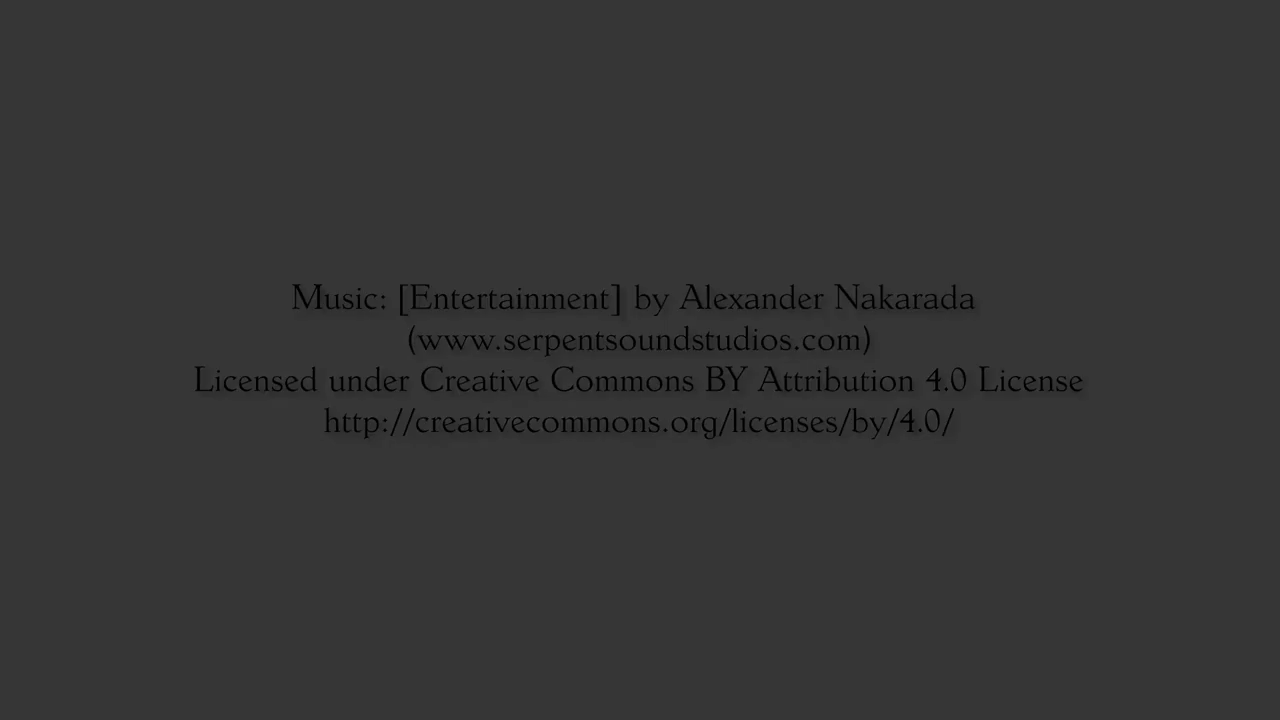 Music: [Entertainment] by Alexander Nakarada
(www.serpentsoundstudios.com)
Licensed under Creative Commons BY Attribution 4.0 License
http://creativecommons.org/licenses/by/4.0/